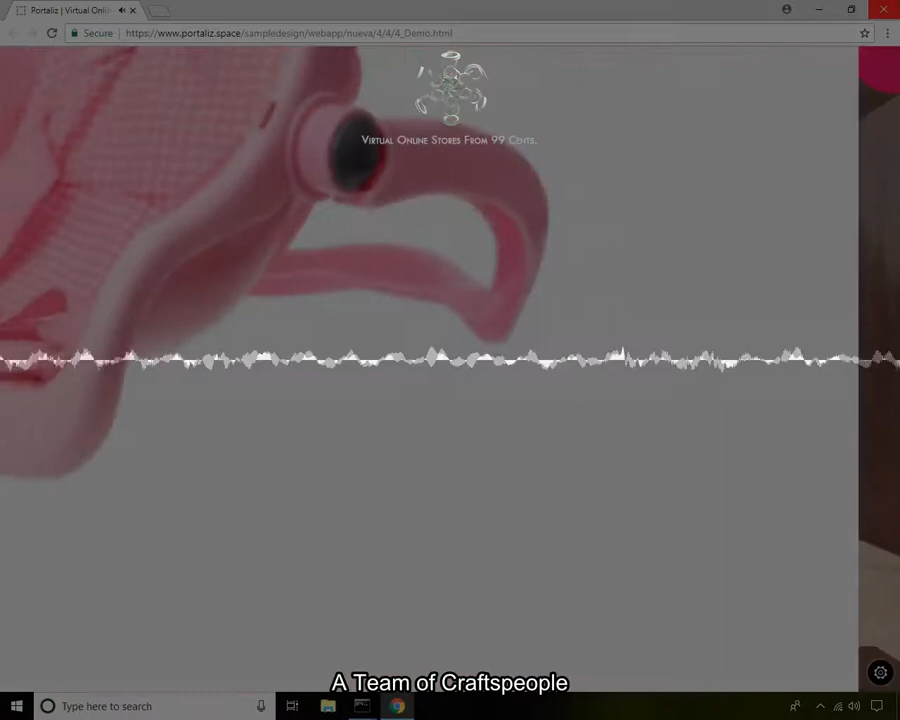 Portaliz | Virtual Onlin
Secure
https://www.portaliz.space/sampledesign/webapp/nueva/4/4/4_Demo.html
Virtual Online Stores From 99 Cents.
A Team of Craftspeople
Type here to search